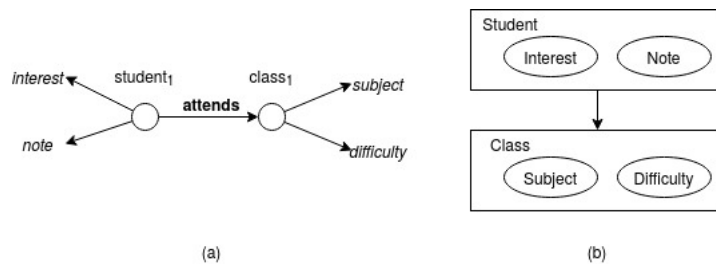 interest
student1
class1
subject
attends
note
difficulty
(a)
Student
Interest
Note
Class
Subject
Difficulty
(b)